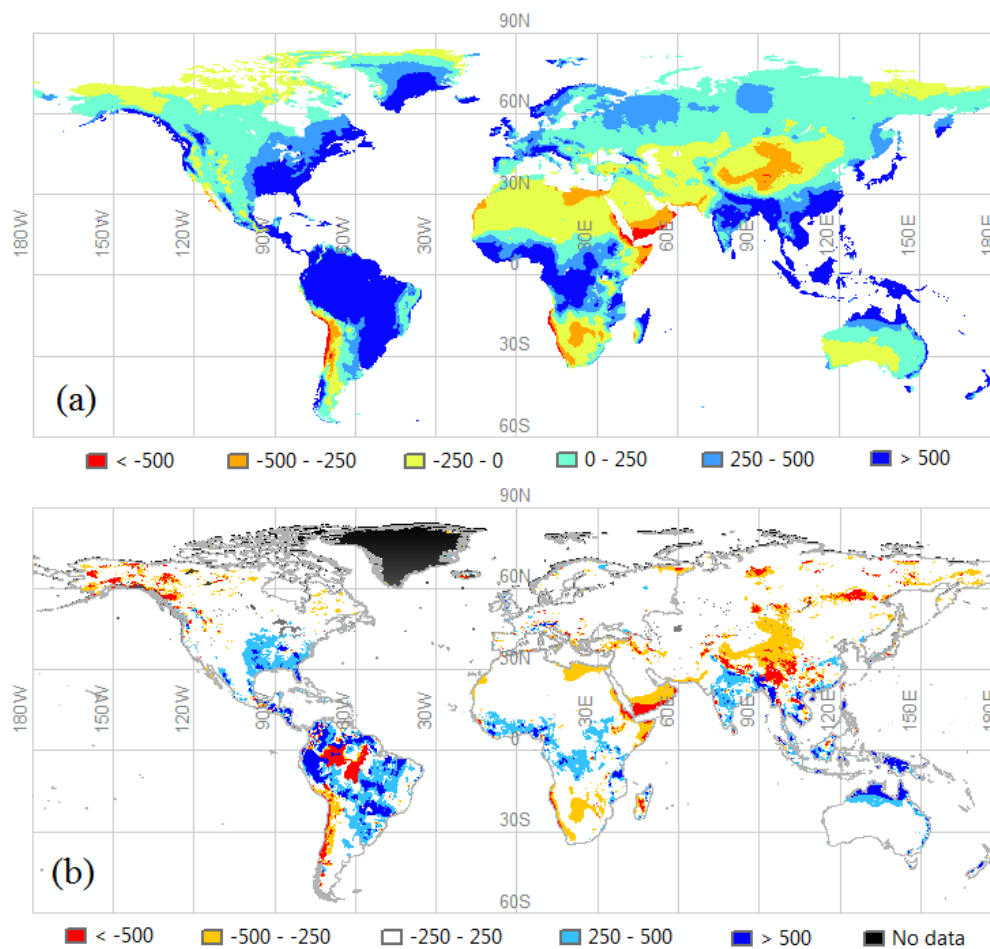 90N
60N
30N
0
30S
60S
180W
150W
120W
90W
60W
30W
30E
60E
90E
120E
150E
180E
(a)
< -500
-500 - -250
-250 - 0
0 - 250
250 - 500
> 500
90N
60N
30N
0
30S
60S
180W
150W
120W
90W
60W
30W
30E
60E
90E
120E
150E
180E
(b)
< -500
-500 - -250
-250 - 250
250 - 500
> 500
No data